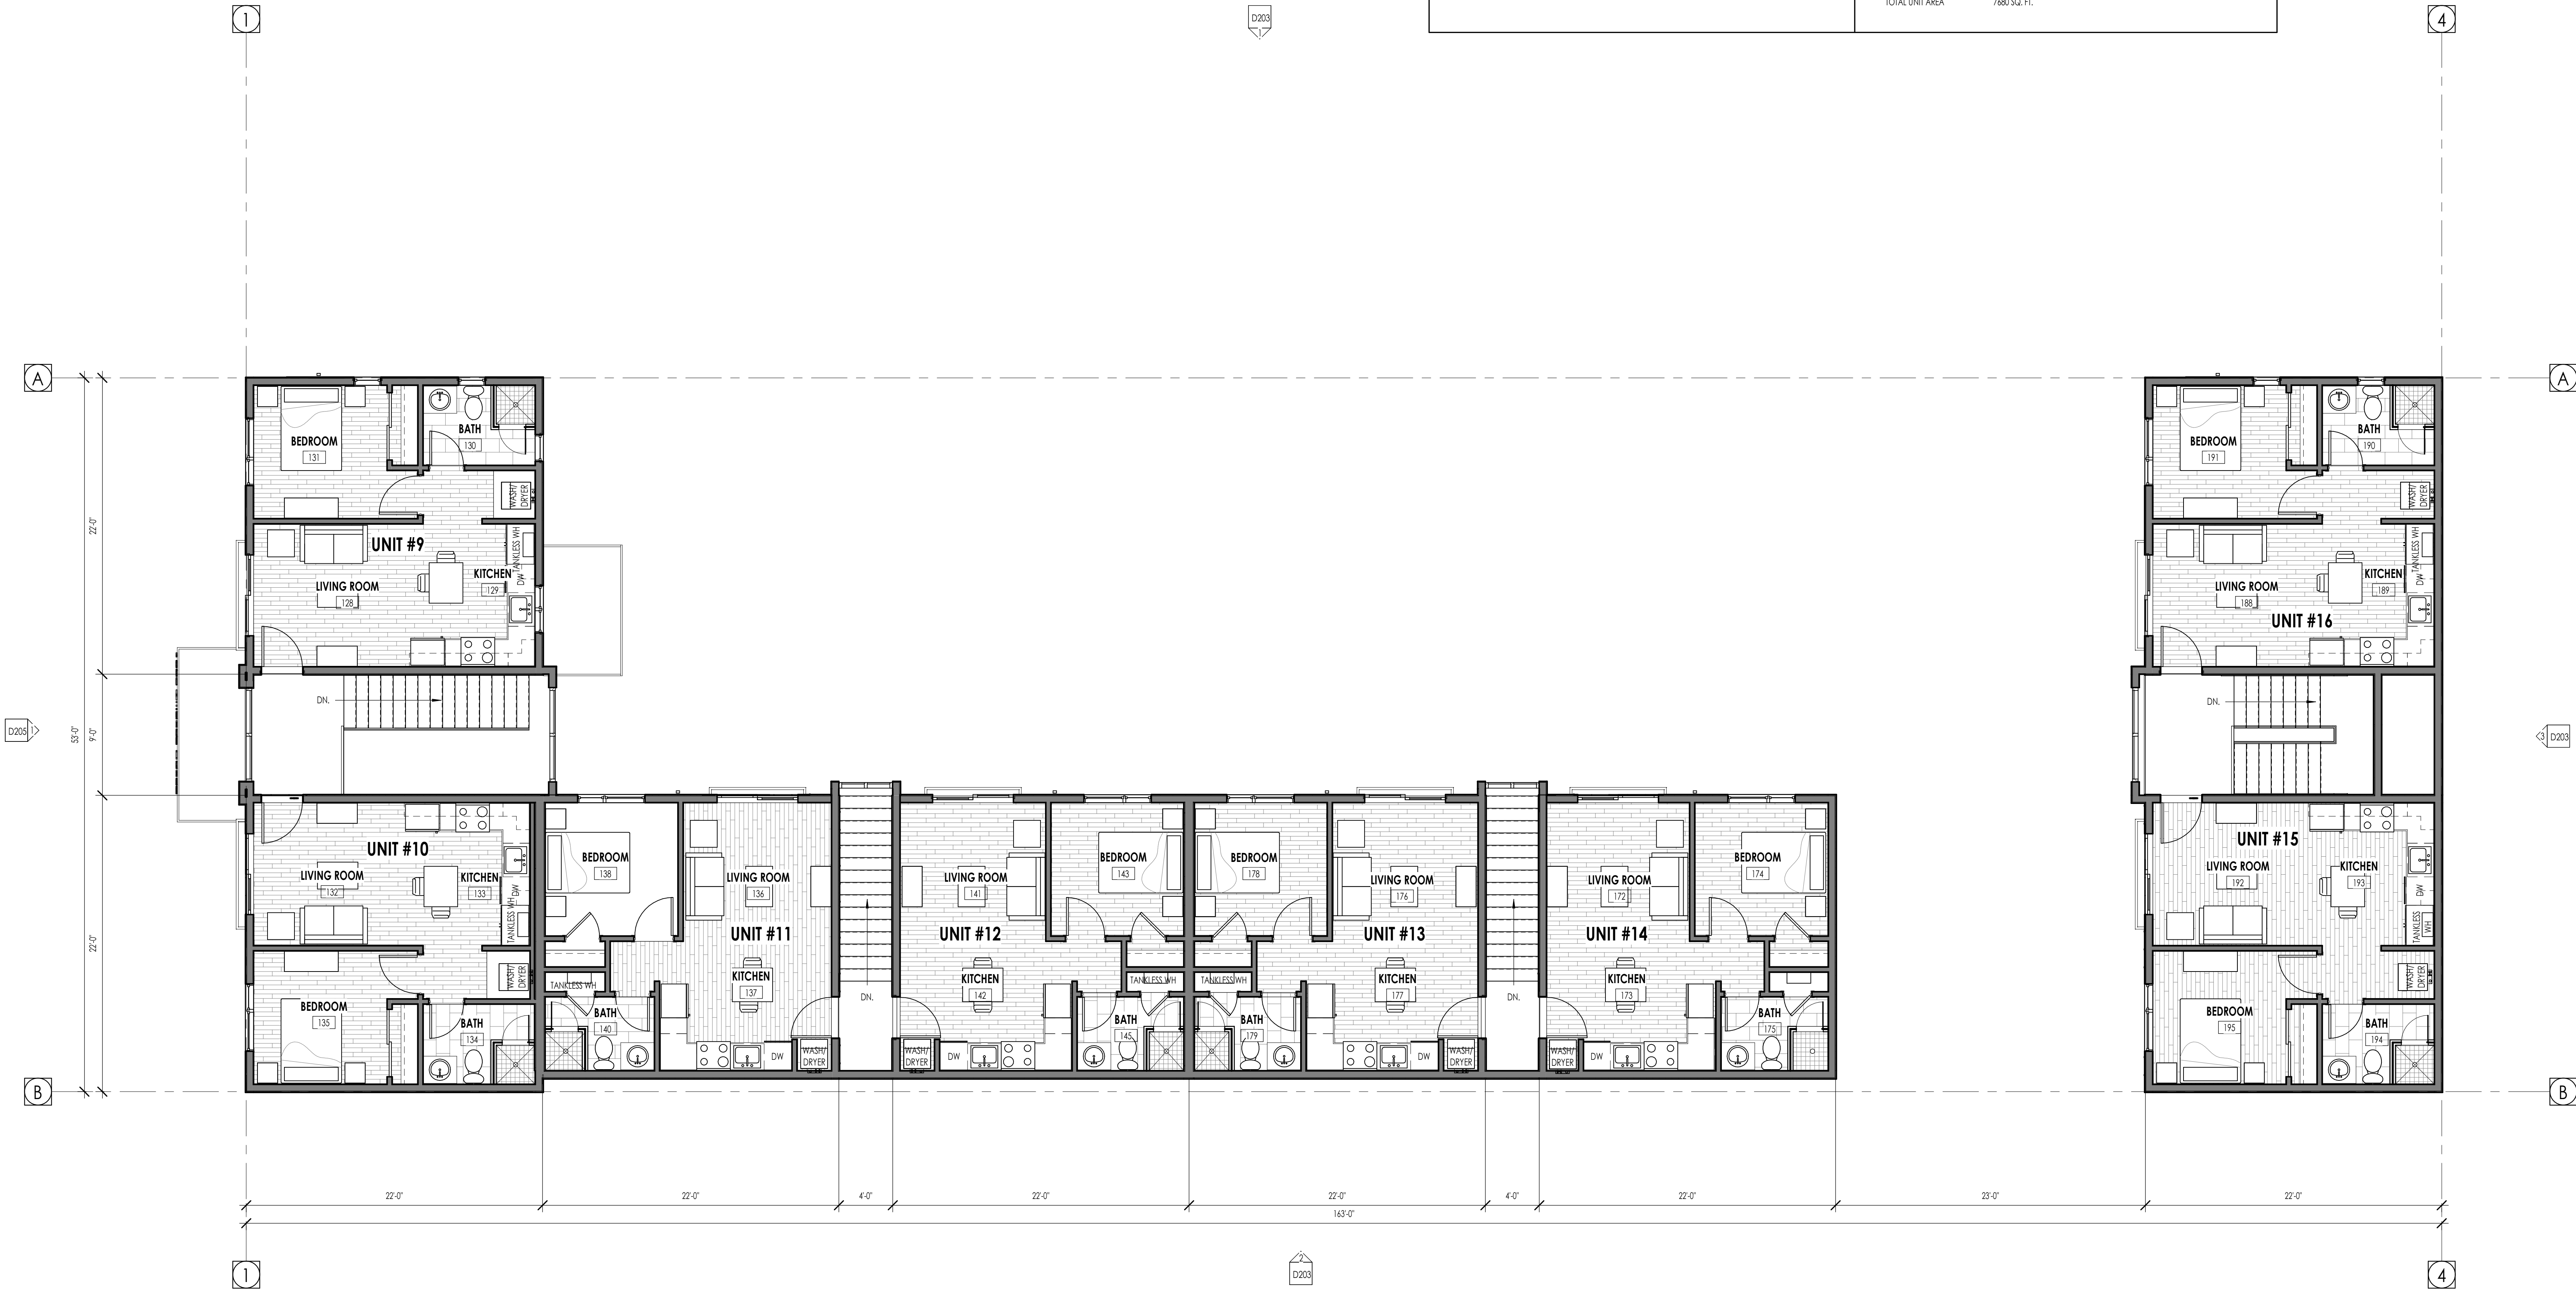 1
D203
1
TOTAL UNIT AREA 7680 SQ. FT.
4
A
A
BEDROOM
131
BATH
130
WASH/
DRYER
UNIT #9
TANKLESS WH
DW
KITCHEN
129
LIVING ROOM
128
BEDROOM
191
BATH
190
WASH/
DRYER
TANKLESS WH
DW
KITCHEN
189
LIVING ROOM
188
UNIT #16
22'-0"
53'-0"
9'-0"
22'-0"
D205
1
DN.
DN.
3
D203
UNIT #10
LIVING ROOM
132
KITCHEN
133
DW
TANKLESS WH
WASH/
DRYER
BEDROOM
135
BATH
134
BEDROOM
138
LIVING ROOM
136
UNIT #11
KITCHEN
137
TANKLESS WH
BATH
140
DW
WASH/
DRYER
DN.
LIVING ROOM
141
BEDROOM
143
UNIT #12
KITCHEN
142
TANKLESS WH
BATH
145
WASH/
DRYER
DW
BEDROOM
178
LIVING ROOM
176
UNIT #13
KITCHEN
177
TANKLESS WH
BATH
179
DW
WASH/
DRYER
DN.
LIVING ROOM
172
BEDROOM
174
UNIT #14
KITCHEN
173
BATH
175
WASH/
DRYER
DW
UNIT #15
LIVING ROOM
192
KITCHEN
193
DW
TANKLESS
WH
WASH/
DRYER
BEDROOM
195
BATH
194
B
B
22'-0"
22'-0"
4'-0"
22'-0"
22'-0"
4'-0"
22'-0"
23'-0"
22'-0"
163'-0"
1
2
D203
4